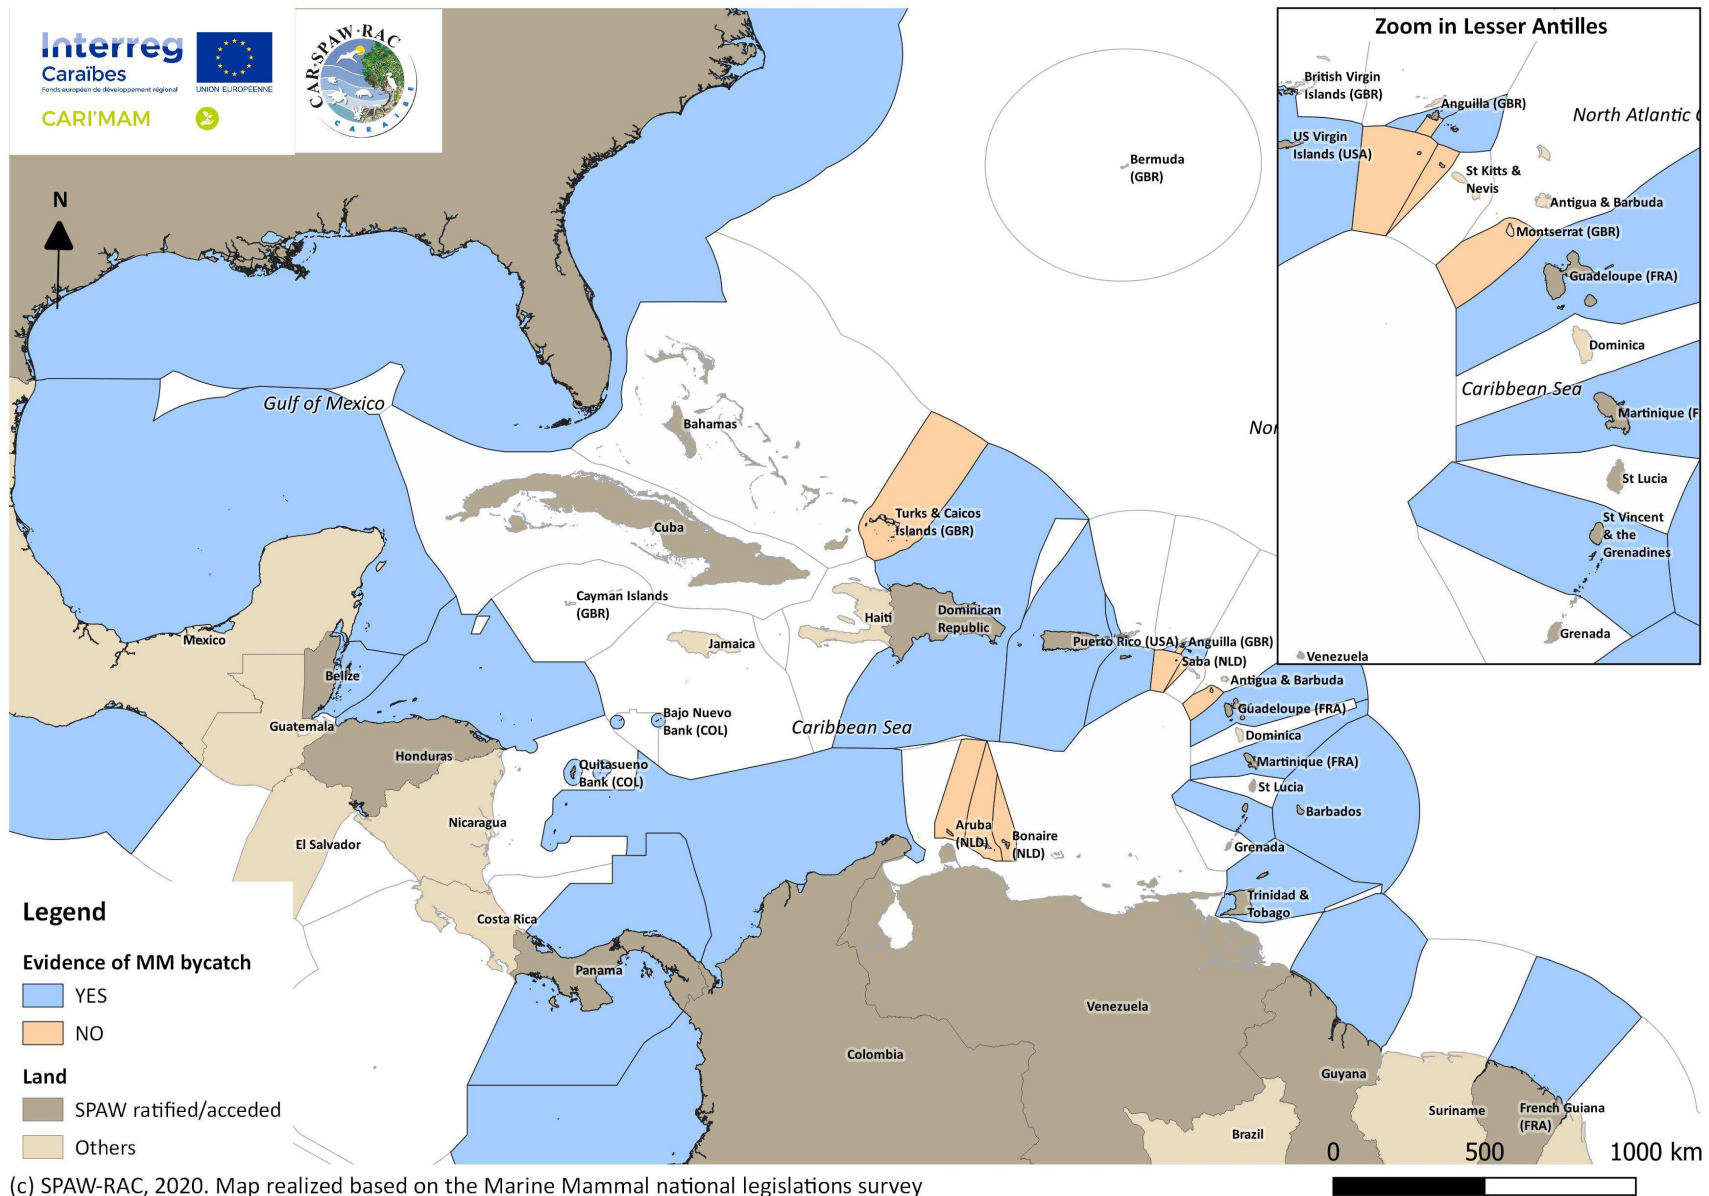 Interreg
Caraïbes
Fonds européen de développement régional
UNION EUROPÉENNE
CARI'MAM
CAR·SPAW·RAC
CARAIBE
N
Gulf of Mexico
Bahamas
Cuba
Cayman Islands
(GBR)
Jamaica
Haiti
Dominican
Republic
Turks & Caicos
Islands (GBR)
Bermuda
(GBR)
Nor
Puerto Rico (USA)
Anguilla (GBR)
Saba (NLD)
Antigua & Barbuda
Guadeloupe (FRA)
Dominica
Martinique (FRA)
St Lucia
Barbados
Grenada
Trinidad &
Tobago
Venezuela
Mexico
Belize
Guatemala
Honduras
El Salvador
Nicaragua
Costa Rica
Panama
Bajo Nuevo
Bank (COL)
Quitasueno
Bank (COL)
Caribbean Sea
Aruba
(NLD)
Bonaire
(NLD)
Colombia
Venezuela
Guyana
Suriname
French Guiana
(FRA)
Brazil
Zoom in Lesser Antilles
British Virgin
Islands (GBR)
US Virgin
Islands (USA)
Anguilla (GBR)
North Atlantic
St Kitts &
Nevis
Antigua & Barbuda
Montserrat (GBR)
Guadeloupe (FRA)
Dominica
Caribbean Sea
Martinique (F
St Lucia
St Vincent
& the
Grenadines
Grenada
Legend
Evidence of MM bycatch
YES
NO
Land
SPAW ratified/acceded
Others
0 500 1000 km
(c) SPAW-RAC, 2020. Map realized based on the Marine Mammal national legislations survey